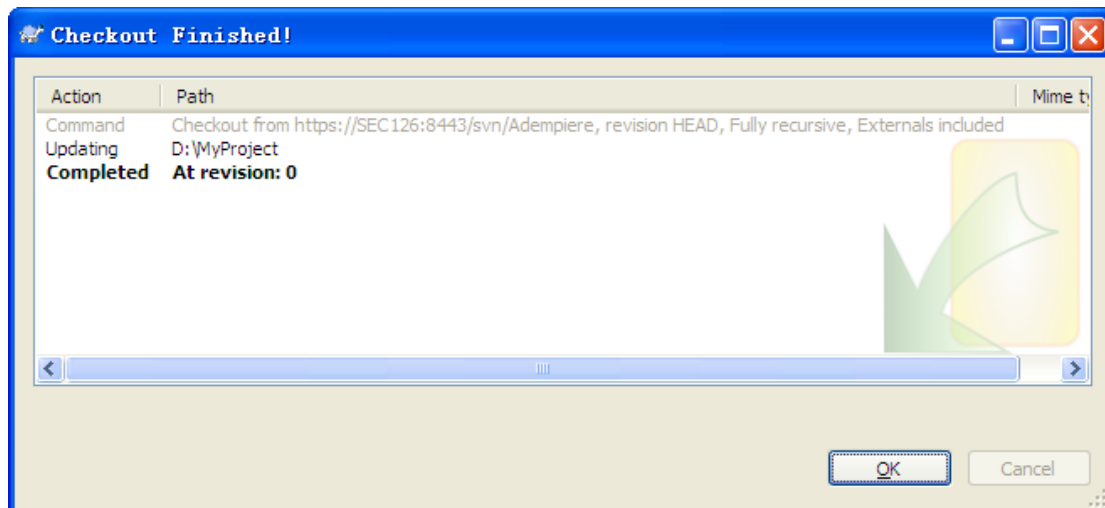 Checkout Finished!
Action Path Mime ty
Command Checkout from https://SEC126:8443/svn/Adempiere, revision HEAD, Fully recursive, Externals included
Updating D:\MyProject
Completed At revision: 0
OK Cancel